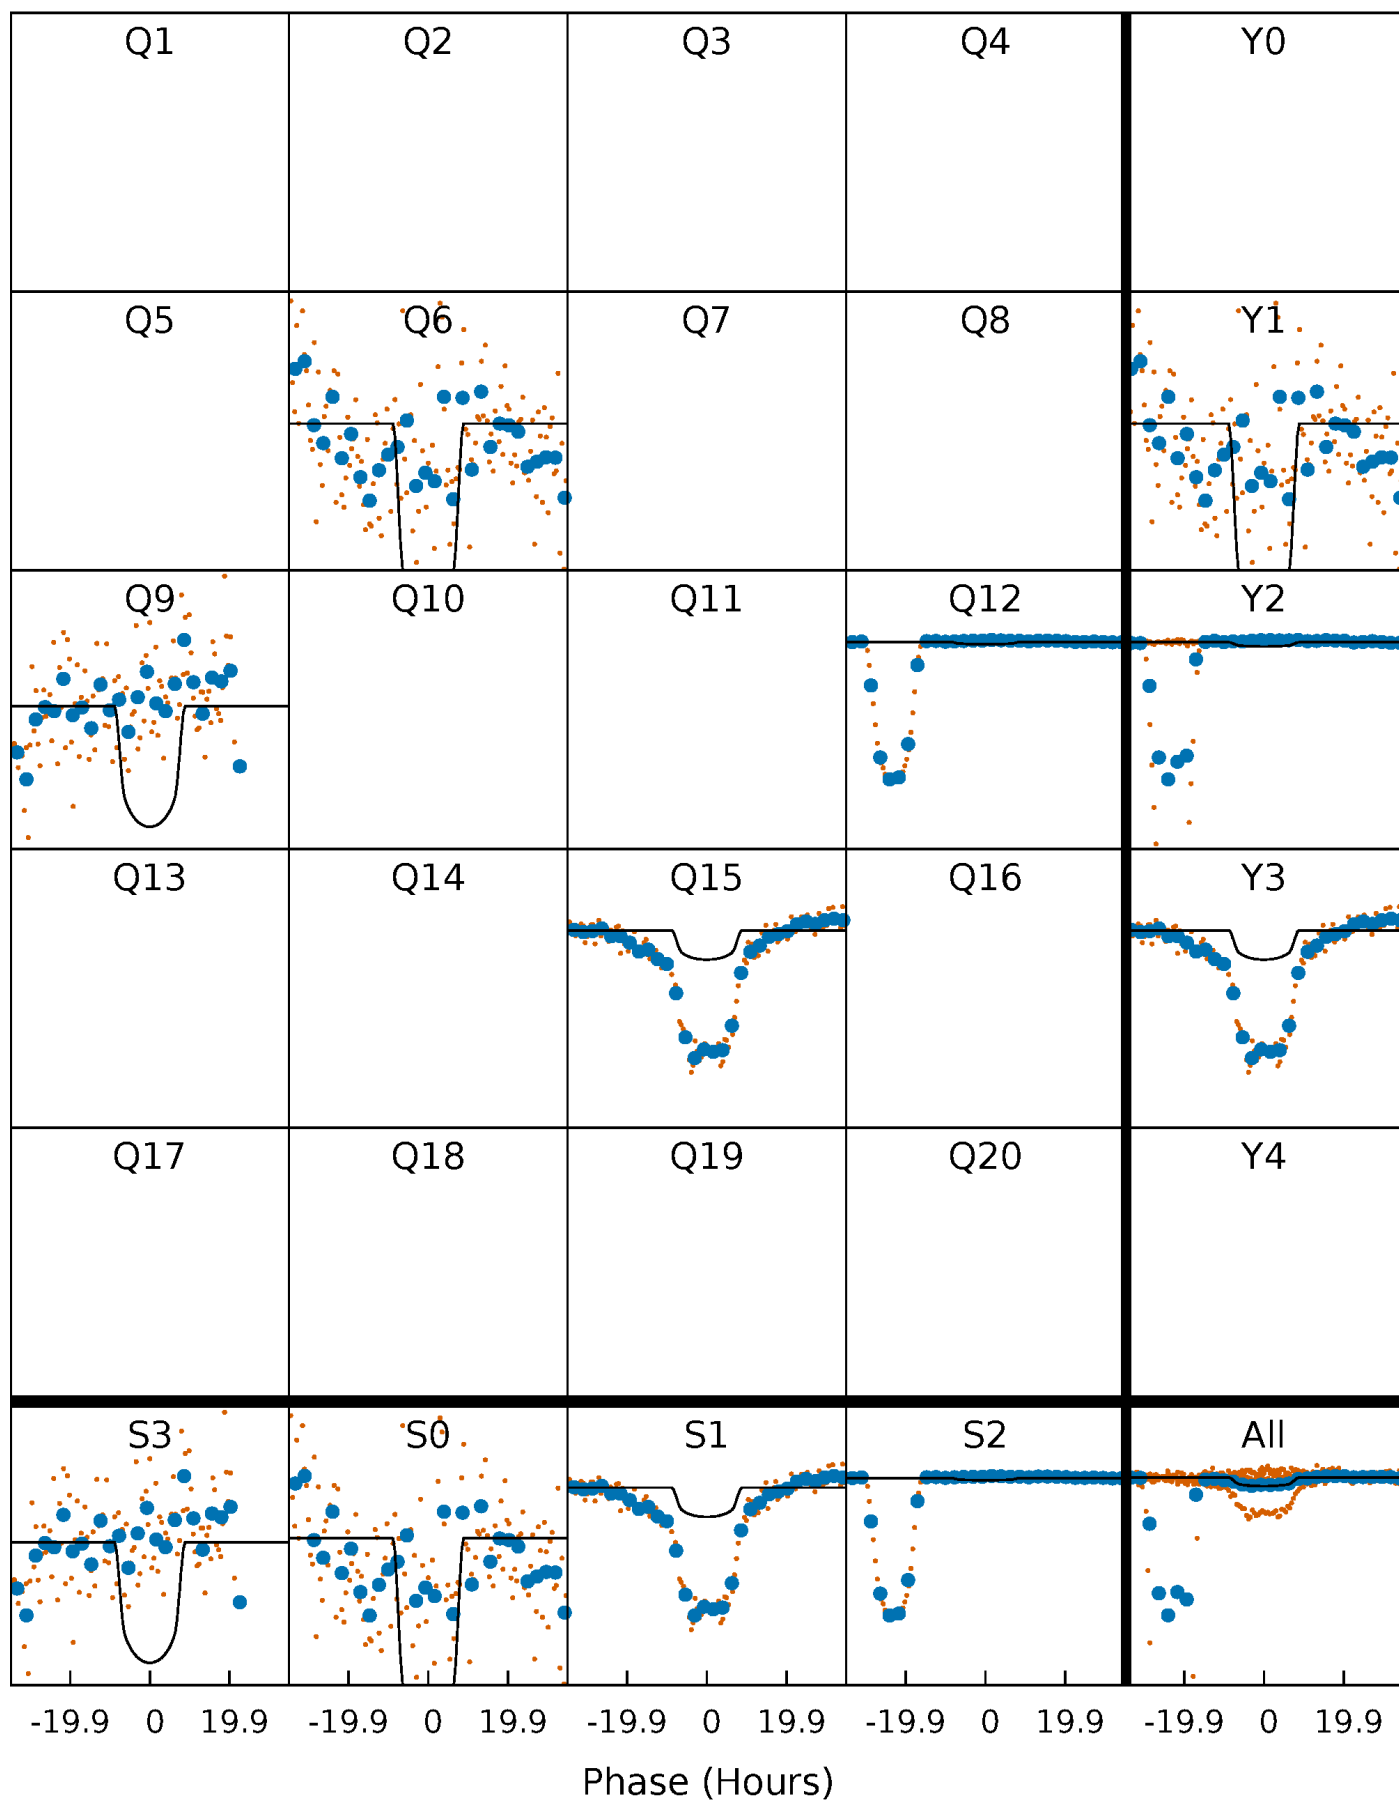 Q1 Q2 Q3 Q4 Y0
Q5 Q6 Q7 Q8 Y1
Q9 Q10 Q11 Q12 Y2
Q13 Q14 Q15 Q16 Y3
Q17 Q18 Q19 Q20 Y4
S3 S0 S1 S2 All
-19.9 0 19.9 -19.9 0 19.9 -19.9 0 19.9 -19.9 0 19.9 -19.9 0 19.9
Phase (Hours)